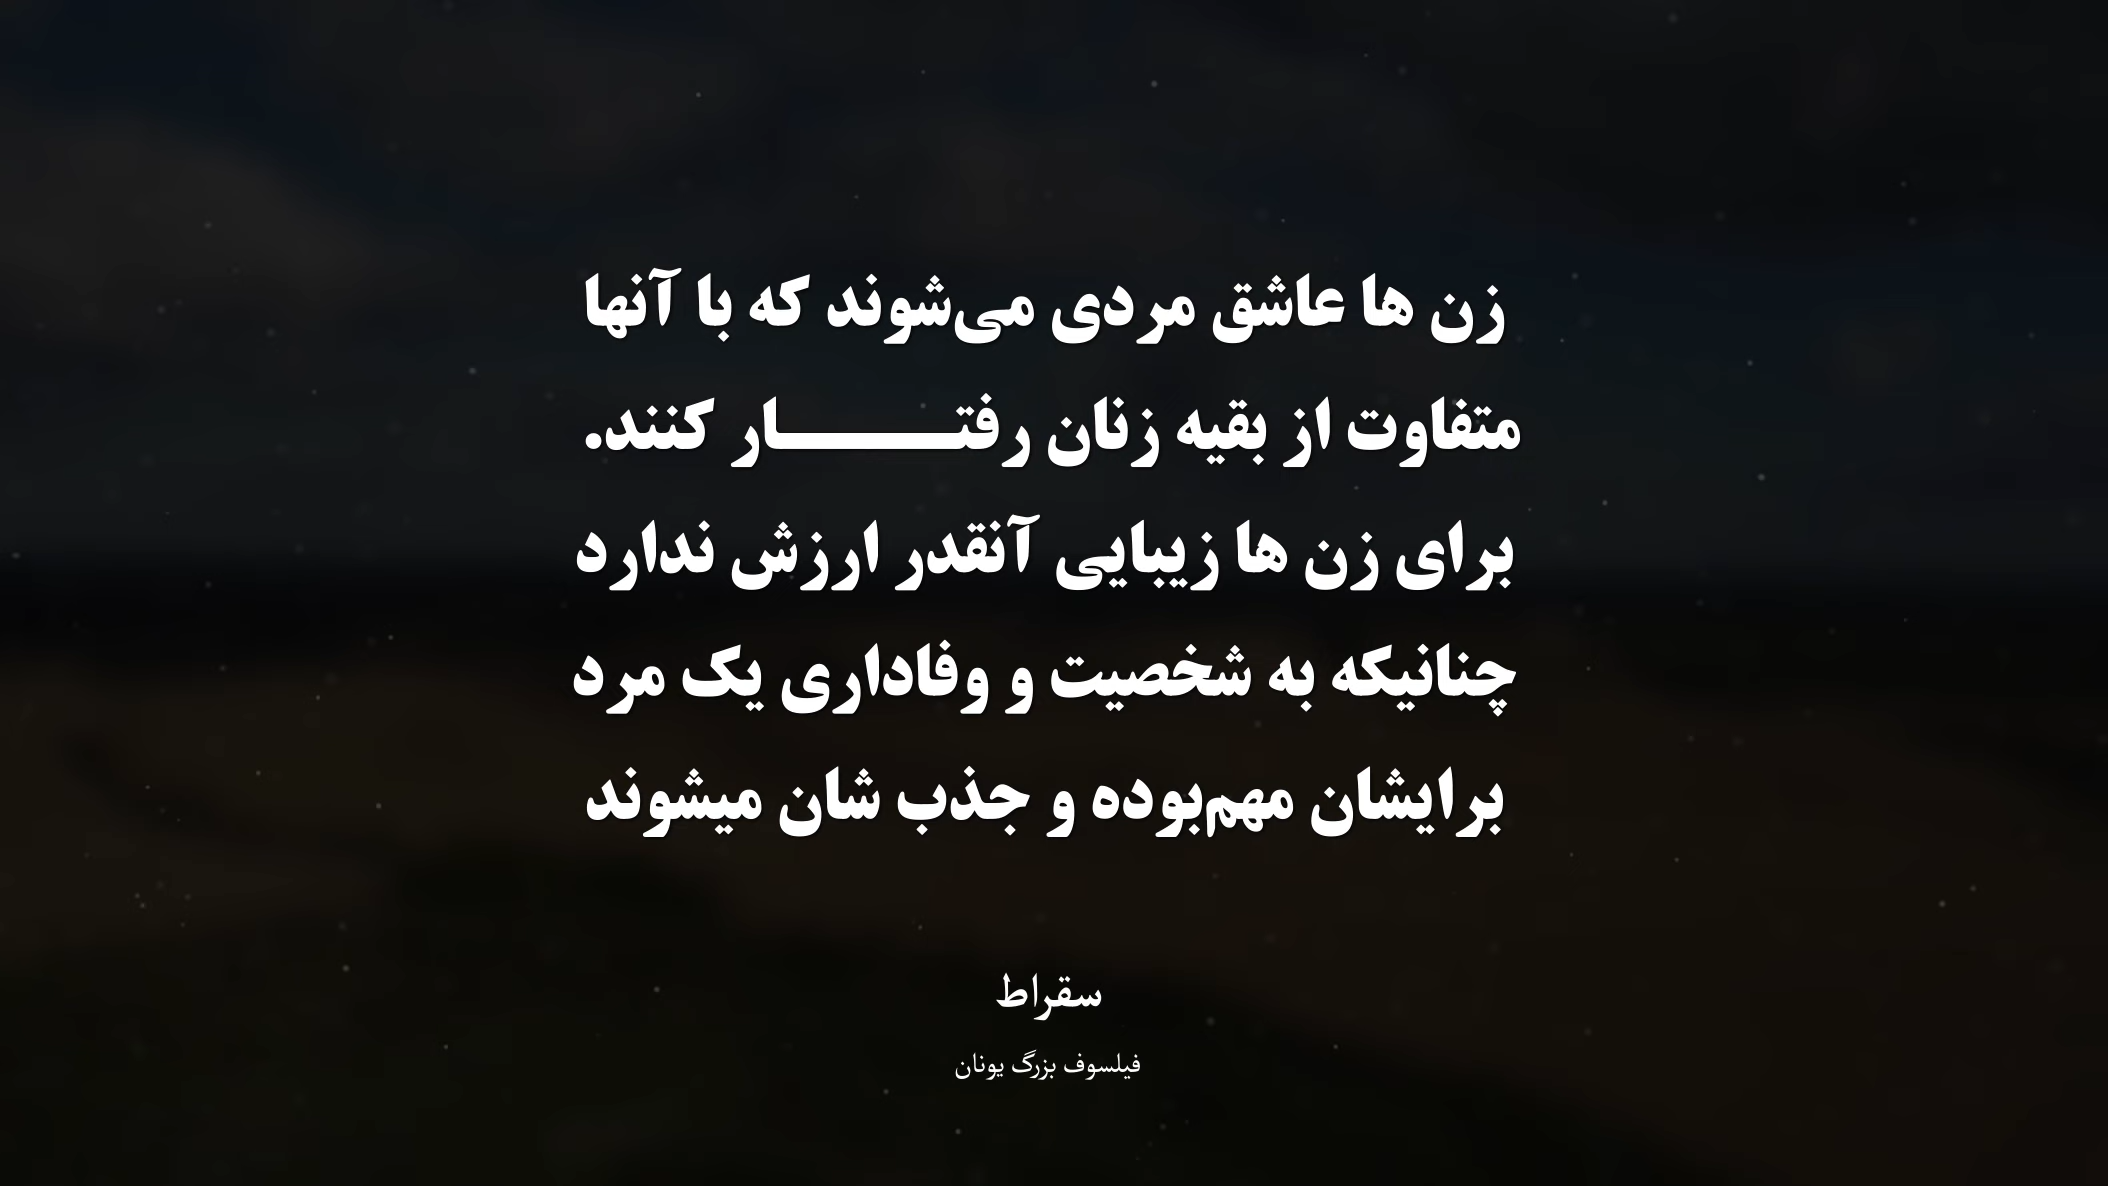 زن ها عاشق مردی می‌شوند که با آنها
متفاوت از بقیه زنان رفتـــــــار کنند.
برای زن ها زیبایی آنقدر ارزش ندارد
چنانیکه به شخصیت و وفاداری یک مرد
برایشان مهم‌بوده و جذب شان میشوند
سقراط
فیلسوف بزرگ یونان